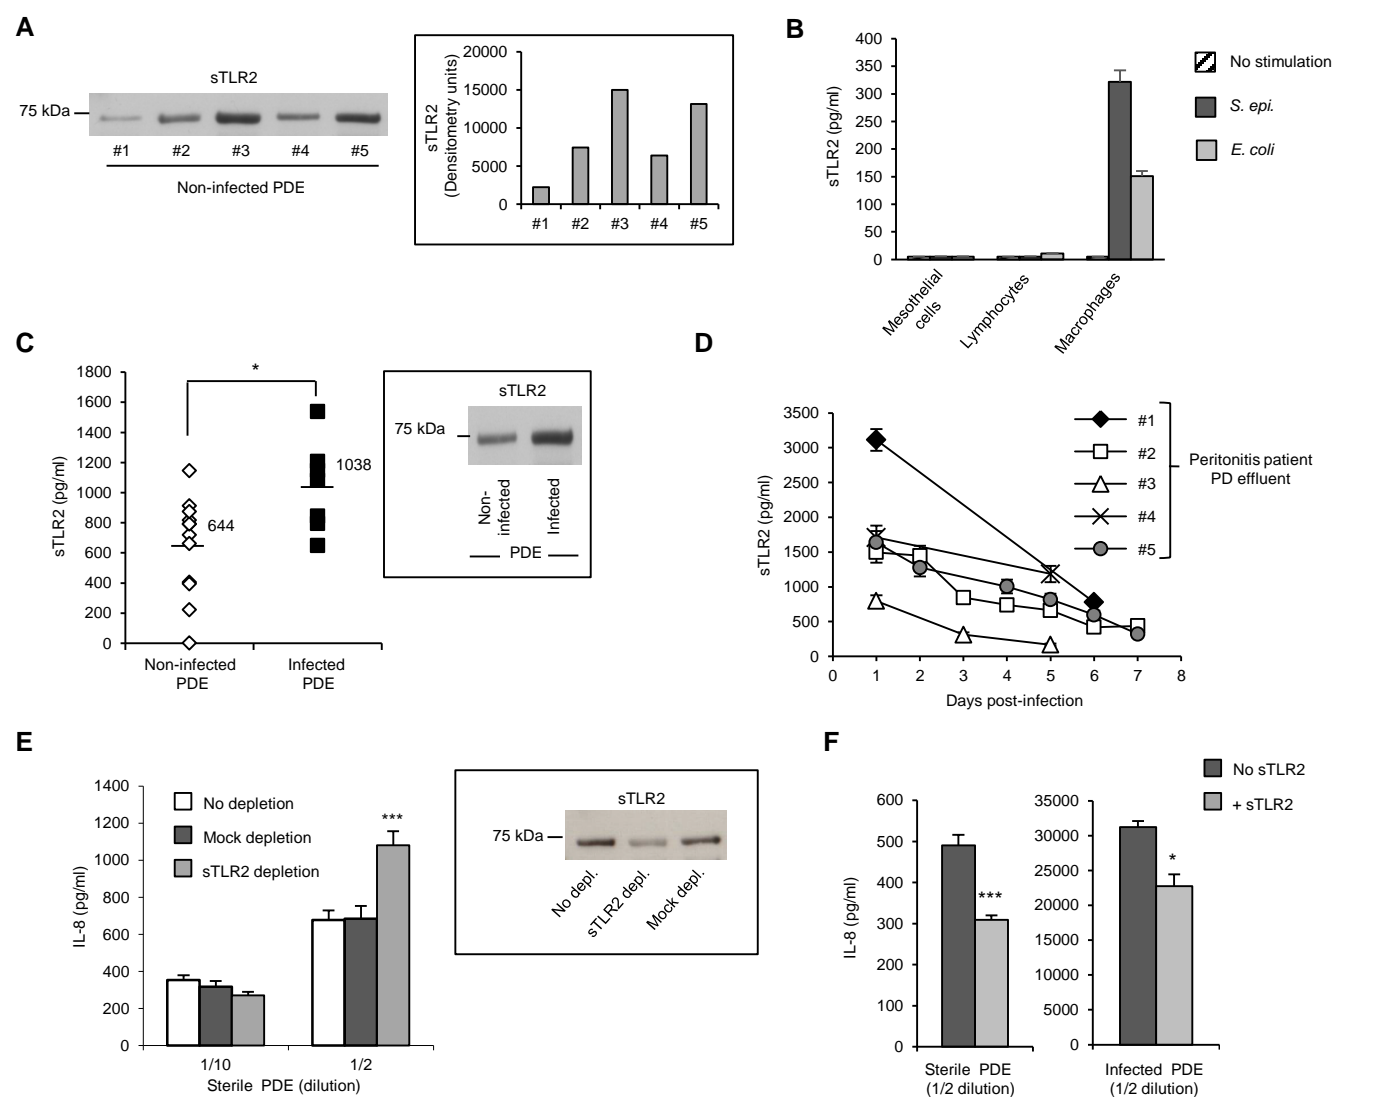 A
sTLR2
75 kDa
#1 #2 #3 #4 #5
Non-infected PDE
sTLR2
(Densitometry units)
20000
15000
10000
5000
0
#1 #2 #3 #4 #5
B
sTLR2 (pg/ml)
400
350
300
250
200
150
100
50
0
Mesothelial
cells
Lymphocytes
Macrophages
No stimulation
S. epi.
E. coli
C
sTLR2 (pg/ml)
1800
1600
1400
1200
1000
800
600
400
200
0
*
644
1038
Non-infected
PDE
Infected
PDE
sTLR2
75 kDa
Non-
infected
Infected
PDE
D
sTLR2 (pg/ml)
3500
3000
2500
2000
1500
1000
500
0
0 1 2 3 4 5 6 7 8
Days post-infection
#1
#2
#3
#4
#5
Peritonitis patient
PD effluent
E
IL-8 (pg/ml)
1400
1200
1000
800
600
400
200
0
No depletion
Mock depletion
sTLR2 depletion
***
1/10 1/2
Sterile PDE (dilution)
sTLR2
75 kDa
No depl.
sTLR2 depl.
Mock depl.
F
No sTLR2
+ sTLR2
IL-8 (pg/ml)
600
500
400
300
200
100
0
***
Sterile PDE
(1/2 dilution)
35000
30000
25000
20000
15000
10000
5000
0
*
Infected PDE
(1/2 dilution)